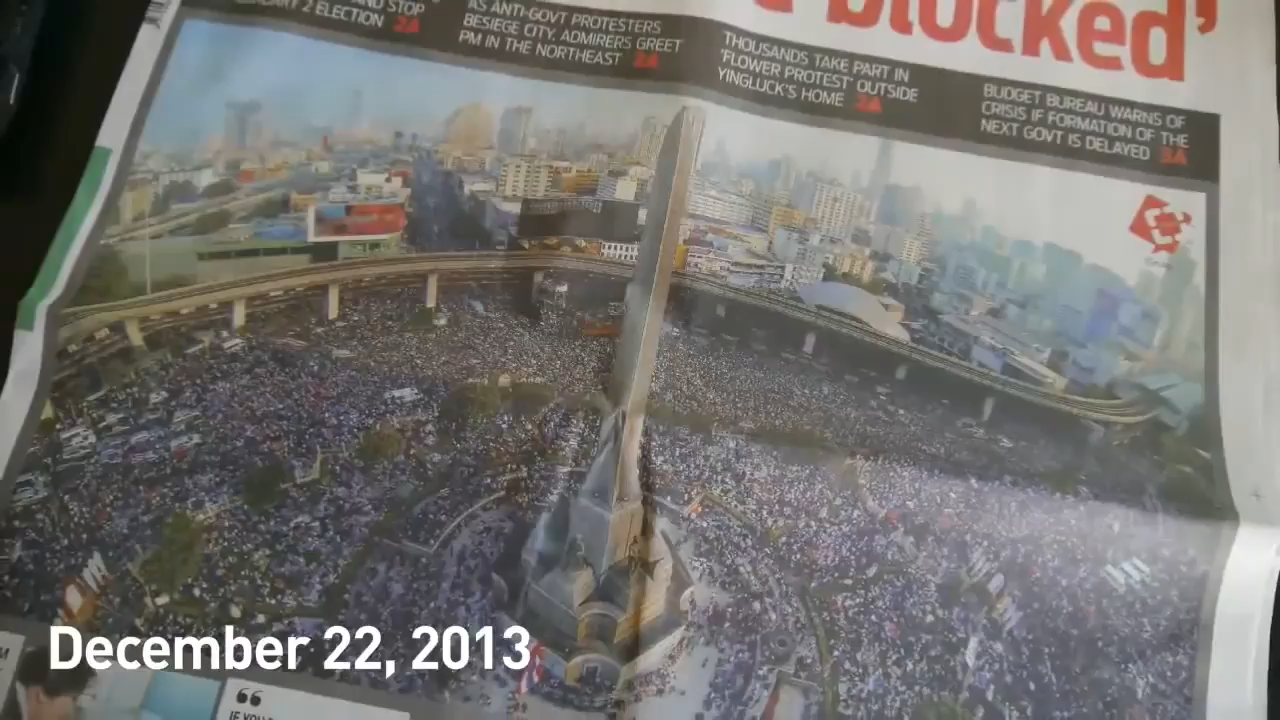 blocked'
AND STOP
2 ELECTION 2A
AS ANTI-GOVT PROTESTERS
BESIEGE CITY, ADMIRERS GREET
PM IN THE NORTHEAST 2A
THOUSANDS TAKE PART IN
'FLOWER PROTEST' OUTSIDE
YINGLUCK'S HOME 2A
BUDGET BUREAU WARNS OF
CRISIS IF FORMATION OF THE
NEXT GOVT IS DELAYED 3A
December 22, 2013
“